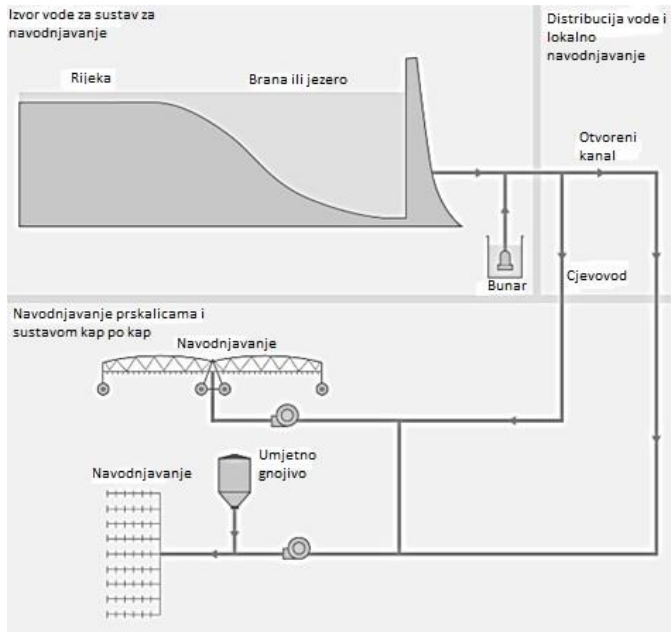 Izvor vode za sustav za
navodnjavanje
Rijeka
Brana ili jezero
Distribucija vode i
lokalno
navodnjavanje
Otvoreni
kanal
Bunar
Cjevovod
Navodnjavanje prskalicama i
sustavom kap po kap
Navodnjavanje
Umjetno
gnojivo
Navodnjavanje